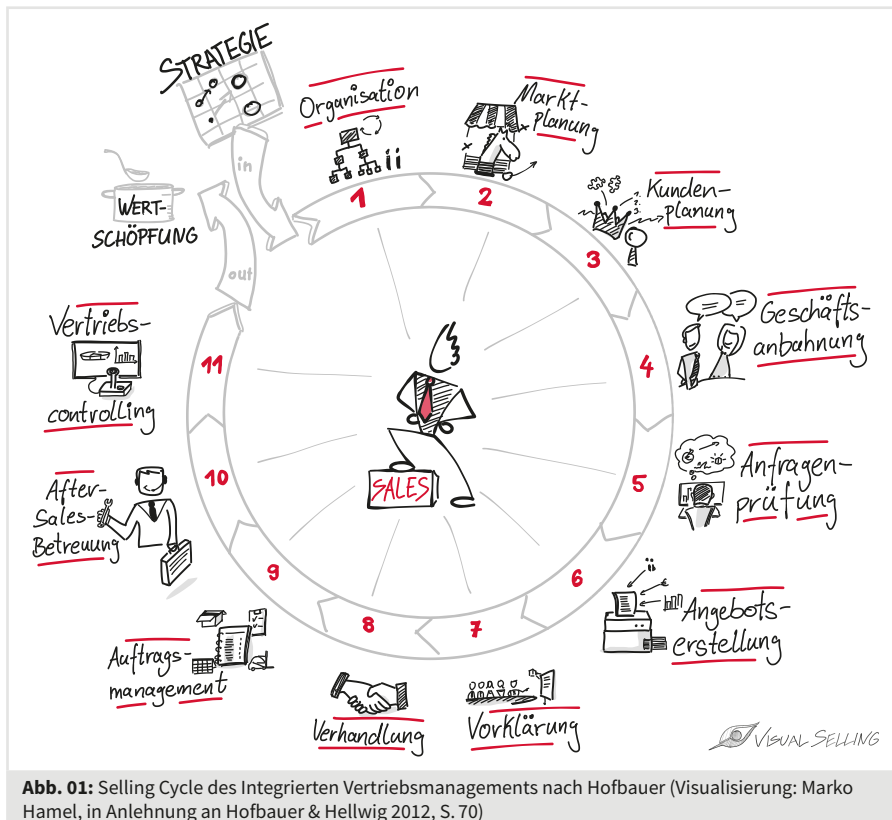 STRATEGIE
in
out
WERT-
SCHÖPFUNG
1
Organisation
2
Markt-
planung
3
Kunden-
planung
4
Geschäfts-
anbahnung
5
Anfragen-
prüfung
6
Angebots-
erstellung
7
Vorklärung
8
Verhandlung
9
Auftrags-
management
10
After-
Sales-
Betreuung
11
Vertriebs-
controlling
SALES
VISUAL SELLING
Abb. 01: Selling Cycle des Integrierten Vertriebsmanagements nach Hofbauer (Visualisierung: Marko
Hamel, in Anlehnung an Hofbauer & Hellwig 2012, S. 70)